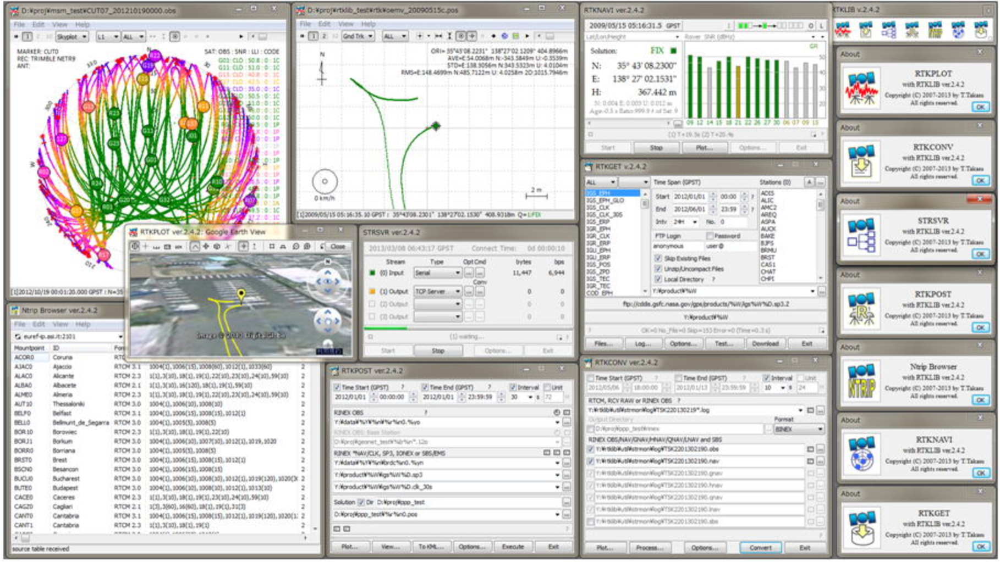 D:¥proj¥msm_test¥CUT07_201210190000.obs
File Edit View Help
1 2 Skyplot L1 ALL
MARKER: CUT0
REC: TRIMBLE NETR9
ANT:
SAT: OBS : SNR : LLI : CODE
[1]2012/10/19 00:01:20.000 GPST : N=35
D:¥proj¥rtklib_test¥rtk¥oemv_20090515c.pos
File Edit View Help
1 2 Gnd Trk ALL
ORI= 35°43'08.2231" 138°27'02.1209" 404.8966m
AVE=E:54.0068m N:-343.5849m U:-0.3539m
STD=E:138.9056m N:343.5323m U: 4.0104m
RMS=E:148.4699m N:485.7122m U: 4.0258m 2D:1015.7946m
N
0 km/h
2 m
[1]2009/05/15 05:16:35.10 GPST : 35°43'08.2301" 138°27'02.1530" 408.9318m Q=1:FIX
RTKNAVI ver.2.4.2
2009/05/15 05:16:31.5 GPST
Lat/Lon/Height
Rover SNR (dBHz)
Solution: FIX
N: 35° 43' 08.2300"
E: 138° 27' 02.1531"
H: 367.442 m
N: 0.004 E: 0.003 U: 0.012 m
GR
09 12 14 15 18 21 22 26 27 30 06 07 09 15
Start Stop Plot... Options... Exit
RTKLIB v.2.4.2
About
RTKPLOT
with RTKLIB ver.2.4.2
Copyright (C) 2007-2013 by T.Takasu
All rights reserved.
OK
About
RTKCONV
with RTKLIB ver.2.4.2
Copyright (C) 2007-2013 by T.Takasu
All rights reserved.
OK
About
STRSVR
with RTKLIB ver.2.4.2
Copyright (C) 2007-2013 by T.Takasu
All rights reserved.
OK
About
RTKPOST
with RTKLIB ver.2.4.2
Copyright (C) 2007-2013 by T.Takasu
All rights reserved.
OK
About
Ntrip Browser
with RTKLIB ver.2.4.2
Copyright (C) 2007-2013 by T.Takasu
All rights reserved.
OK
About
RTKNAVI
with RTKLIB ver.2.4.2
Copyright (C) 2007-2013 by T.Takasu
All rights reserved.
OK
About
RTKGET
with RTKLIB ver.2.4.2
Copyright (C) 2007-2013 by T.Takasu
All rights reserved.
OK
RTKGET v.2.4.2
ALL
Time Span (GPST)
Stations (0)
Start 2012/01/01 00:00 ?
End 2012/06/01 23:59 ?
Intv 24H No. 0
FTP Login Password
anonymous user@
Skip Existing Files
Unzip/Uncompact Files
Local Directory ?
IGS_EPH
IGS_EPH_GLO
IGS_CLK
IGS_CLK_30S
IGS_ERP
IGR_EPH
IGR_CLK
IGR_ERP
IGU_EPH
IGU_ERP
IGS_POS
IGS_ZPD
IGS_TEC
IGR_TEC
COD_EPH
ADIS
ALIC
AMC2
AREQ
ASPA
AUCK
BAKE
BJFS
BRMU
BRST
CAS1
CHAT
CHPI
Y:¥product¥%W
ftp://cddis.gsfc.nasa.gov/gps/products/%W/igs%W%D.sp3.Z
Y:¥product¥%W
OK=0 No_File=0 Skip=153 Error=0 (Time=0.3 s)
Files... Log... Options... Test... Download Exit
RTKPLOT ver.2.4.2: Google Earth View
Close
Image © 2013 DigitalGlobe
STRSVR ver.2.4.2
2013/03/08 06:43:17 GPST Connect Time: 0d 00:00:10
Stream Type Opt Cmd bytes bps
(0) Input Serial 11,447 6,944
Conv
(1) Output TCP Server 0 0
(2) Output 0 0
(3) Output 0 0
(1) waiting...
Start Stop Options... Exit
Ntrip Browser ver.2.4.2
File Edit View Help
euref-ip.asi.it:2101
Mountpoint ID
ACOR0 Coruna
AJAC0 Ajaccio RTCM 3.1 1004(1),1006(15),1008(60),1012(1),1033(60) 2
ALAC0 Alicante RTCM 2.3 1(1),3(10),18(1),19(1),22(10),23(10),24(10),59(10) 2
ALBA0 Albacete RTCM 2.1 1(1),3(10),16(120),18(1),19(1),59(10) 2
ALME0 Almeria RTCM 2.3 1(1),3(10),18(1),19(1),22(10),23(10),24(10),59(10) 2
AUT10 Thessaloniki RTCM 3.0 1004(1),1006(10),1008(10) 2
BELF0 Belfast RTCM 3.1 1004(1),1006(15),1008(15),1012(1) 2
BELL0 Bellmunt_de_Segarra RTCM 3.0 1004(1),1005(5),1008(5) 2
BOR10 Borowiec RTCM 2.3 1(1),3(10),18(1),19(1),22(10) 2
BORJ1 Borkum RTCM 3.0 1004(1),1006(10),1007(10),1012(1),1019,1020 2
BORR0 Borriana RTCM 3.0 1004(1),1005(5),1008(5) 2
BRST0 Brest RTCM 3.0 1004(1),1006(15),1008(15),1012(1) 2
BSCN0 Besancon RTCM 3.0 1004(1),1006(15),1008(15) 2
BUCU0 Bucharest RTCM 3.0 1004(1),1006(10),1008(10),1012(1),1019(120),1020(
BUTE0 Budapest RTCM 3.0 1004(1),1006(10),1008(10),1012(1),1013(10) 2
CACE0 Caceres RTCM 2.3 1(1),3(10),18(1),19(1),23(10),24(10),59(10) 2
CAGZ0 Cagliari RTCM 2.1 1(3),3(60),16(60),18(1),19(1),31(3) 2
CANT0 Cantabria RTCM 3.1 1004(1),1006(15),1008(15),1012(1),1019(120),1020(1 2
CANT1 Cantabria RTCM 2.3 1(1),3(10),18(1),19(1) 2
source table received
RTKPOST ver.2.4.2
Time Start (GPST) ? Time End (GPST) ? Interval Unit
2012/01/01 00:00:00 2012/01/01 23:59:59 30 s 72
RINEX OBS ?
Y:¥data¥%Y¥%n¥%r%n0.%yo
RINEX OBS: Base Station
D:¥proj¥geonet_test¥%b%n*.12o
RINEX *NAV/CLK, SP3, IONEX or SBS/EMS
Y:¥data¥%Y¥%n¥brdc%n0.%yn
Y:¥product¥%W¥igs%W%D.sp3
Y:¥product¥%W¥igs%W%D.clk_30s
Solution Dir D:¥proj¥ppp_test
D:¥proj¥ppp_test¥%r%n0.pos
Plot... View... To KML... Options... Execute Exit
RTKCONV ver.2.4.2
Time Start (GPST) ? Time End (GPST) ? Interval Unit
2012/05/06 18:00:00 2012/01/13 23:59:59 10 s 24
RTCM, RCV RAW or RINEX OBS ?
Y:¥rtklib¥util¥strmon¥log¥TSK220130219*.log
Output Directory Format
D:¥proj¥ppp_test¥rinex BINEX
RINEX OBS/NAV/GNAV/HNAV/QNAV/LNAV and SBS
Y:¥rtklib¥util¥strmon¥log¥TSK2201302190.obs
Y:¥rtklib¥util¥strmon¥log¥TSK2201302190.nav
Y:¥rtklib¥util¥strmon¥log¥TSK2201302190.gnav
Y:¥rtklib¥util¥strmon¥log¥TSK2201302190.hnav
Y:¥rtklib¥util¥strmon¥log¥TSK2201302190.qnav
Y:¥rtklib¥util¥strmon¥log¥TSK2201302190.lnav
Y:¥rtklib¥util¥strmon¥log¥TSK2201302190.sbs
Plot... Process... Options... Convert Exit